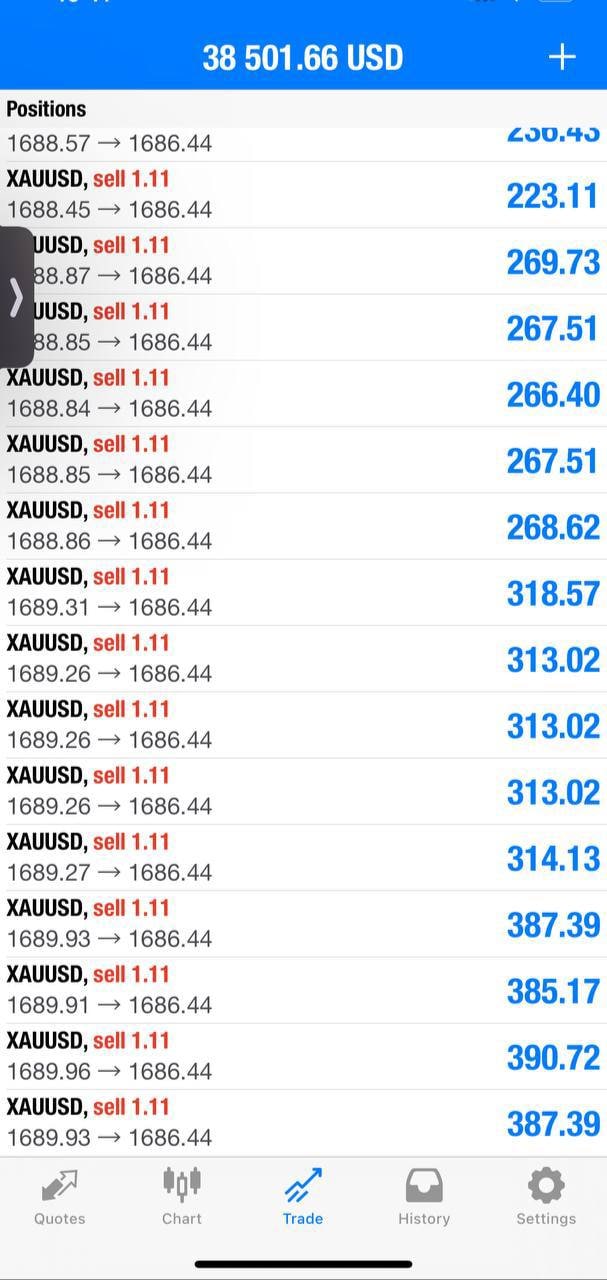 38 501.66 USD
Positions
1688.57 → 1686.44 236.43
XAUUSD, sell 1.11
1688.45 → 1686.44 223.11
UUSD, sell 1.11
88.87 → 1686.44 269.73
UUSD, sell 1.11
88.85 → 1686.44 267.51
XAUUSD, sell 1.11
1688.84 → 1686.44 266.40
XAUUSD, sell 1.11
1688.85 → 1686.44 267.51
XAUUSD, sell 1.11
1688.86 → 1686.44 268.62
XAUUSD, sell 1.11
1689.31 → 1686.44 318.57
XAUUSD, sell 1.11
1689.26 → 1686.44 313.02
XAUUSD, sell 1.11
1689.26 → 1686.44 313.02
XAUUSD, sell 1.11
1689.26 → 1686.44 313.02
XAUUSD, sell 1.11
1689.27 → 1686.44 314.13
XAUUSD, sell 1.11
1689.93 → 1686.44 387.39
XAUUSD, sell 1.11
1689.91 → 1686.44 385.17
XAUUSD, sell 1.11
1689.96 → 1686.44 390.72
XAUUSD, sell 1.11
1689.93 → 1686.44 387.39
Quotes Chart Trade History Settings